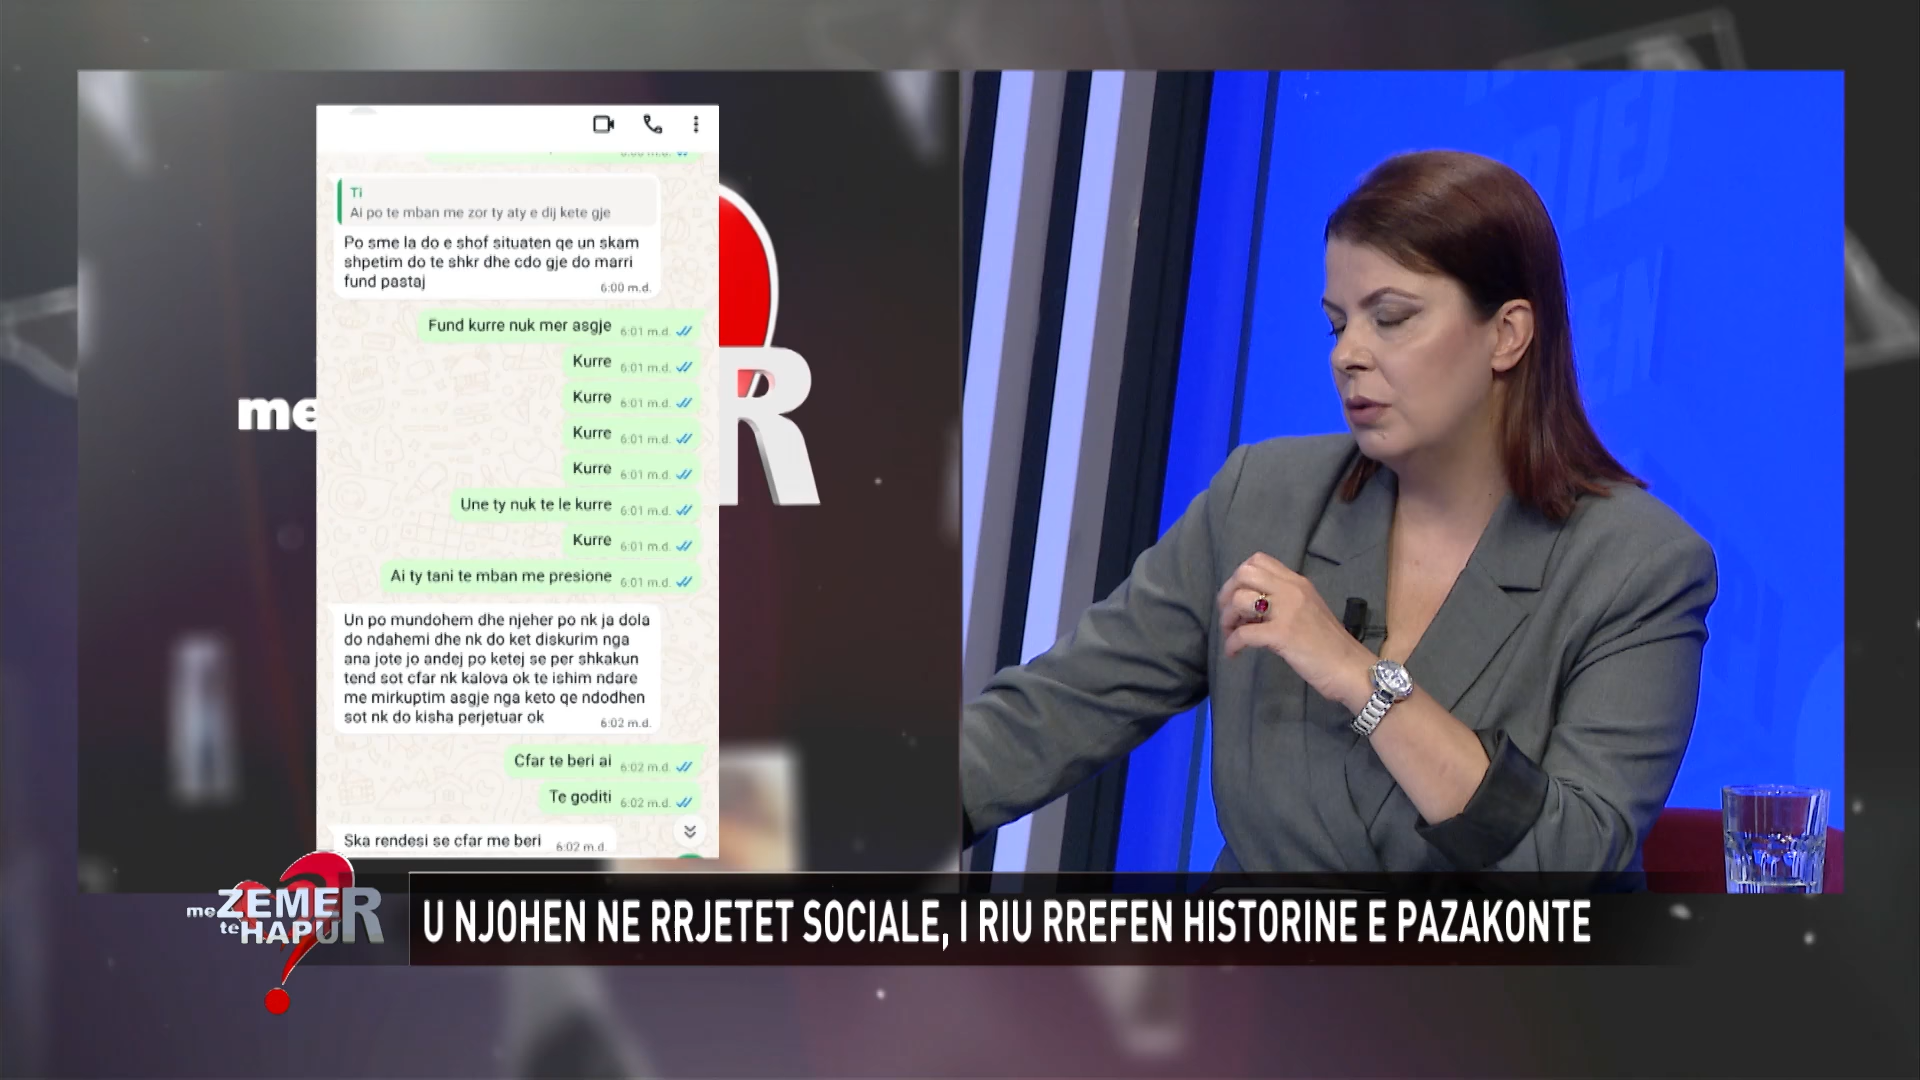 6:00 m.d.
Ti
Ai po te mban me zor ty aty e dij kete gje
Po sme la do e shof situaten qe un skam
shpetim do te shkr dhe cdo gje do marri
fund pastaj
6:00 m.d.
Fund kurre nuk mer asgje 6:01 m.d.
Kurre 6:01 m.d.
Kurre 6:01 m.d.
Kurre 6:01 m.d.
Kurre 6:01 m.d.
Une ty nuk te le kurre 6:01 m.d.
Kurre 6:01 m.d.
Ai ty tani te mban me presione 6:01 m.d.
Un po mundohem dhe njeher po nk ja dola
do ndahemi dhe nk do ket diskurim nga
ana jote jo andej po ketej se per shkakun
tend sot cfar nk kalova ok te ishim ndare
me mirkuptim asgje nga keto qe ndodhen
sot nk do kisha perjetuar ok
6:02 m.d.
Cfar te beri ai 6:02 m.d.
Te goditi 6:02 m.d.
Ska rendesi se cfar me beri 6:02 m.d.
me
R
me ZEMER
te HAPUR
U NJOHEN NE RRJETET SOCIALE, I RIU RREFEN HISTORINE E PAZAKONTE